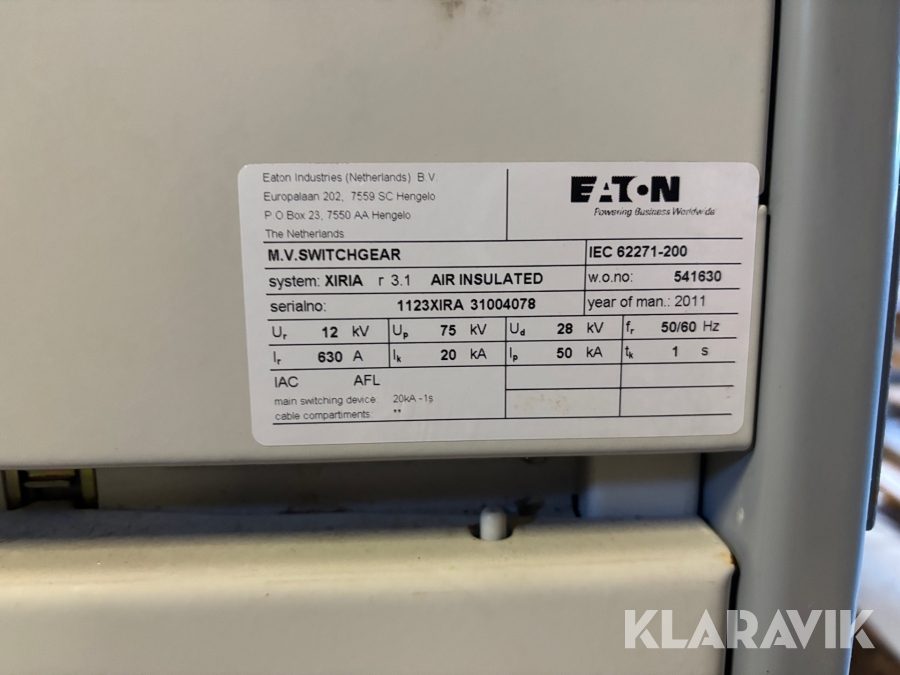 Eaton Industries (Netherlands) B.V.
Europalaan 202, 7559 SC Hengelo
P O Box 23, 7550 AA Hengelo
The Netherlands
EATON
Powering Business Worldwide
M.V.SWITCHGEAR IEC 62271-200
system: XIRIA r 3.1 AIR INSULATED w.o.no: 541630
serialno: 1123XIRA 31004078 year of man.: 2011
Ur 12 kV Up 75 kV Ud 28 kV fr 50/60 Hz
Ir 630 A Ik 20 kA Ip 50 kA tk 1 s
IAC AFL
main switching device: 20kA -1s
cable compartiments: **
KLARAVIK